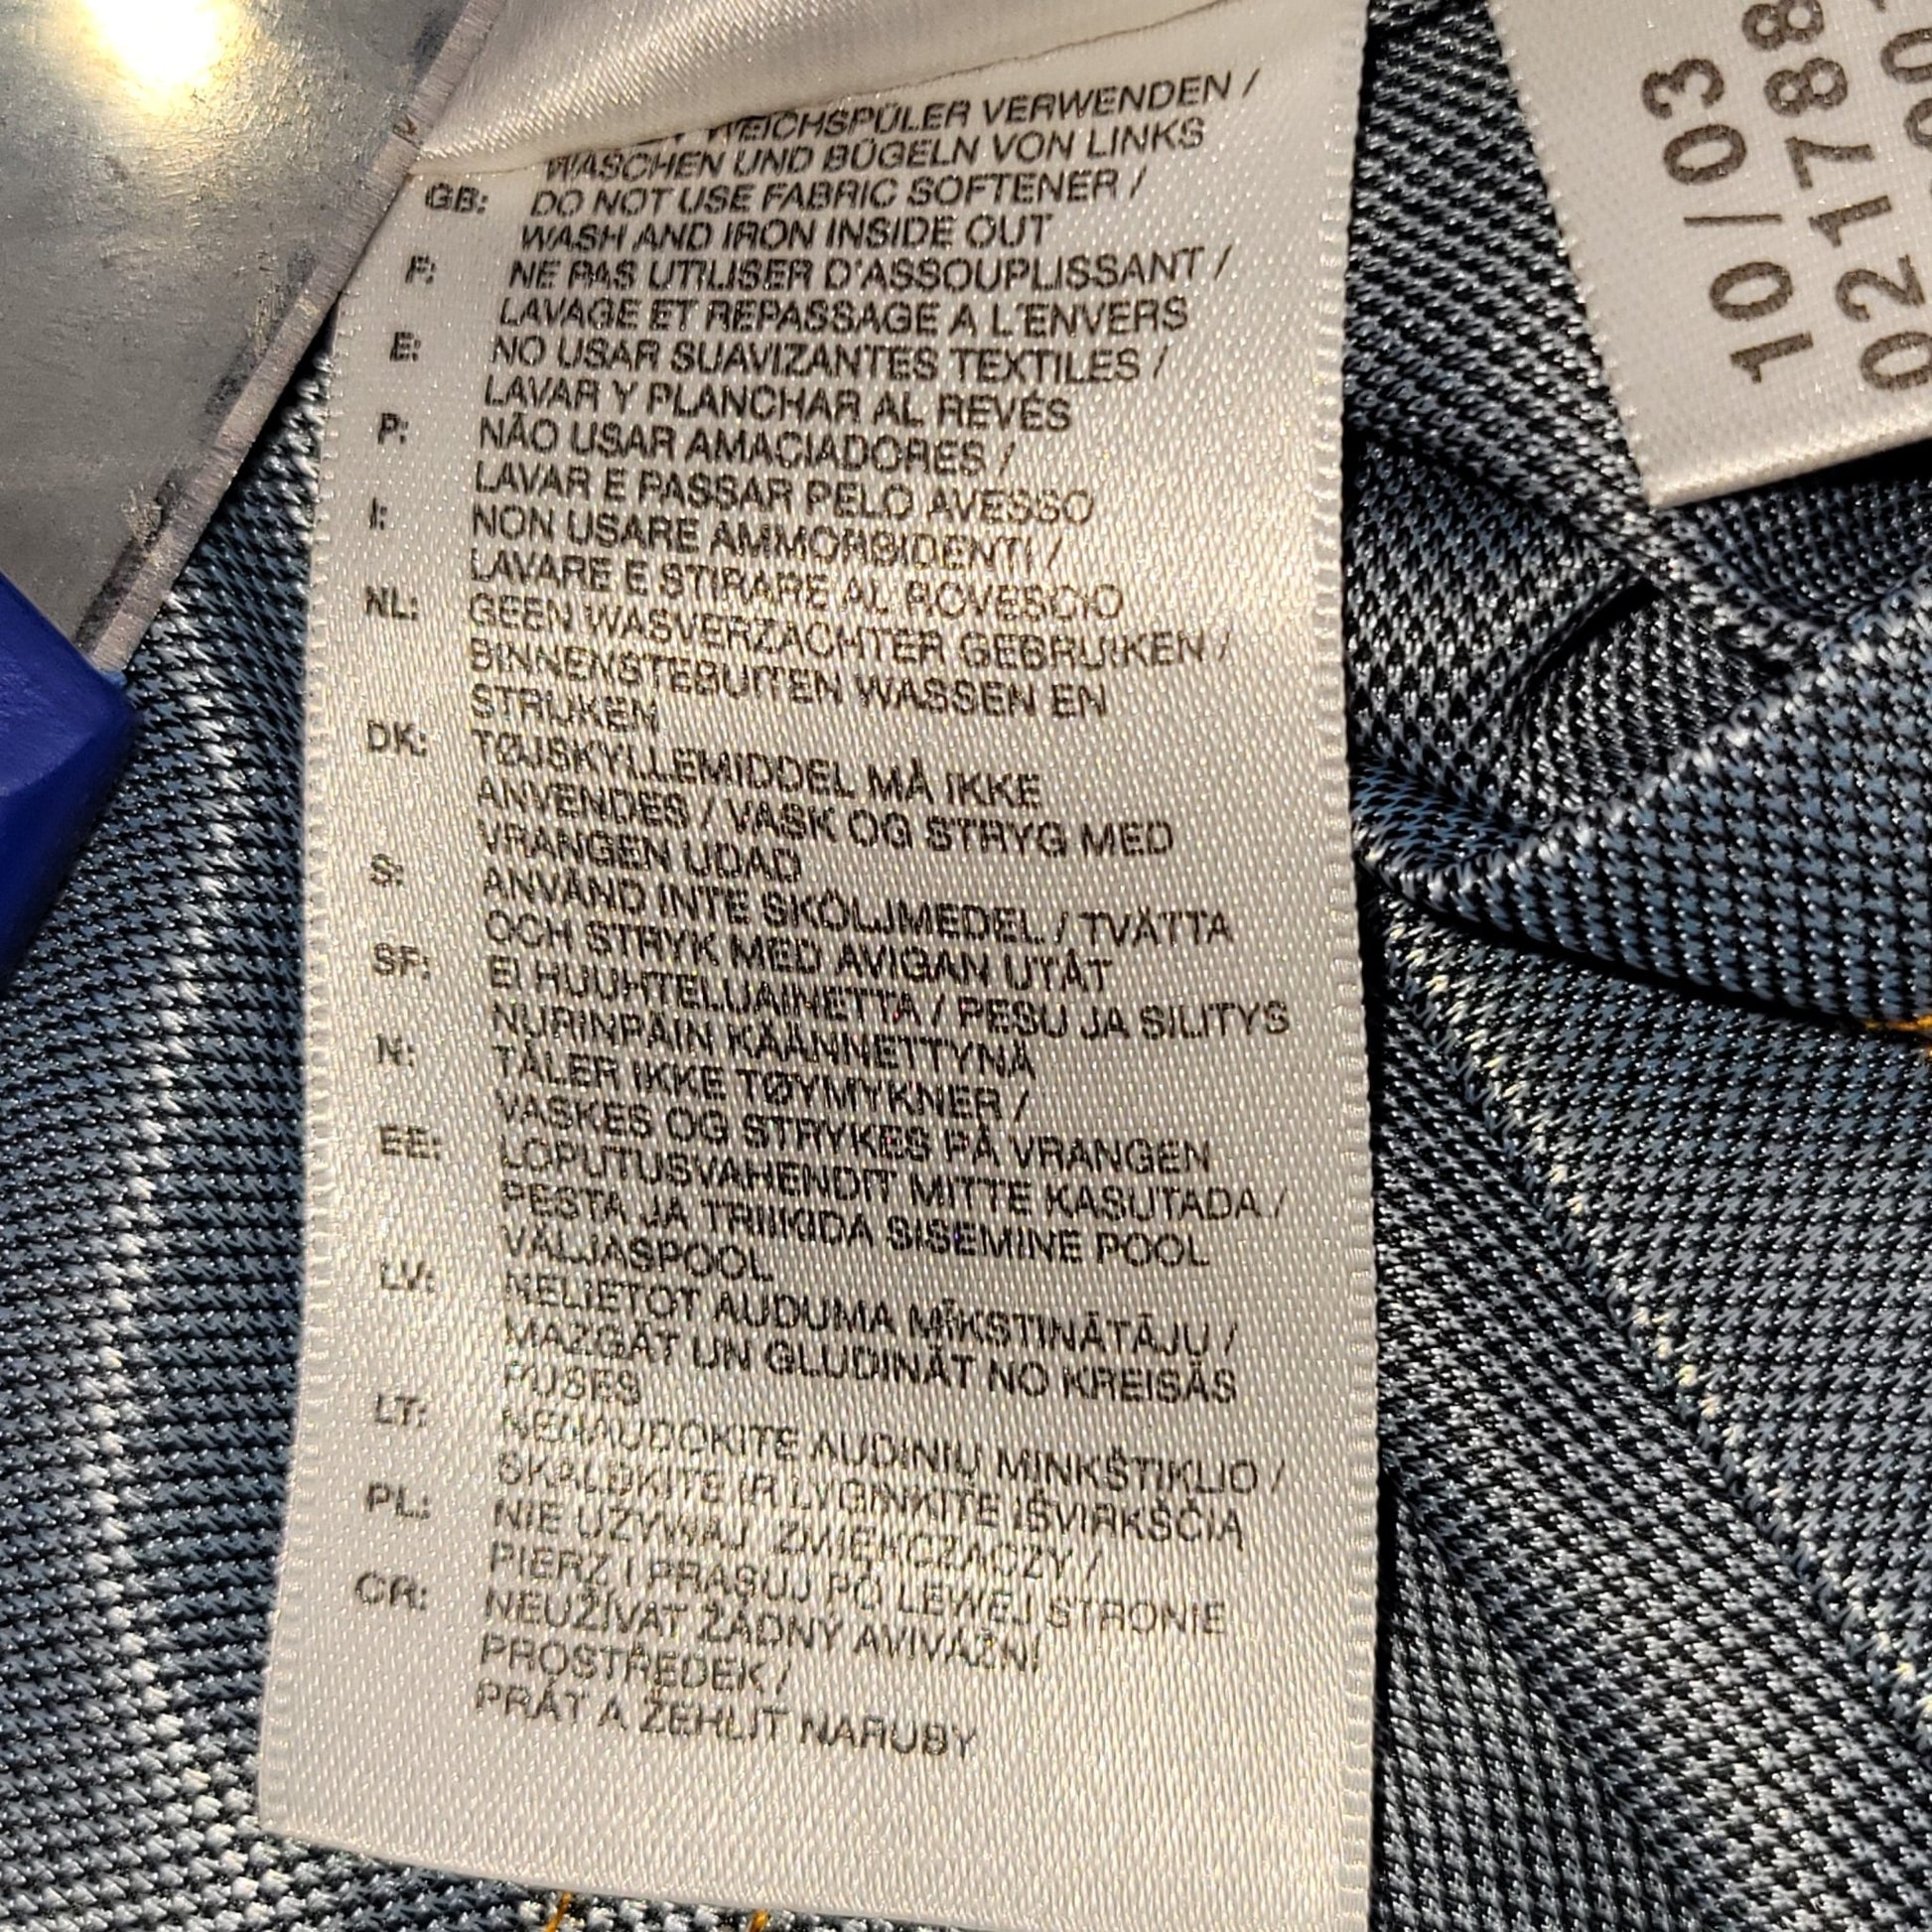 WEICHSPÜLER VERWENDEN /
WASCHEN UND BÜGELN VON LINKS
GB: DO NOT USE FABRIC SOFTENER /
WASH AND IRON INSIDE OUT
F: NE PAS UTILISER D'ASSOUPLISSANT /
LAVAGE ET REPASSAGE A L'ENVERS
E: NO USAR SUAVIZANTES TEXTILES /
LAVAR Y PLANCHAR AL REVÉS
P: NÃO USAR AMACIADORES /
LAVAR E PASSAR PELO AVESSO
I: NON USARE AMMORBIDENTI /
LAVARE E STIRARE AL ROVESCIO
NL: GEEN WASVERZACHTER GEBRUIKEN /
BINNENSTEBUITEN WASSEN EN
STRIJKEN
DK: TØJSKYLLEMIDDEL MÅ IKKE
ANVENDES / VASK OG STRYG MED
VRANGEN UDAD
S: ANVÄND INTE SKÖLJMEDEL / TVÄTTA
OCH STRYK MED AVIGAN UTÅT
SF: EI HUUHTELUAINETTA / PESU JA SILITYS
NURINPÄIN KÄÄNNETTYNÄ
N: TÅLER IKKE TØYMYKNER /
VASKES OG STRYKES PÅ VRANGEN
EE: LOPUTUSVAHENDIT MITTE KASUTADA /
PESTA JA TRIIKIDA SISEMINE POOL
VÄLJASPOOL
LV: NELIETOT AUDUMA MĪKSTINĀTĀJU /
MAZGĀT UN GLUDINĀT NO KREISĀS
PUSES
LT: NENAUDOKITE AUDINIŲ MINKŠTIKLIO /
SKALBKITE IR LYGINKITE IŠVIRKŠČIĄ
PL: NIE UŻYWAJ ZMIĘKCZACZY /
PIERZ I PRASUJ PO LEWEJ STRONIE
CR: NEUŽÍVAT ŽÁDNÝ AVIVÁŽNÍ
PROSTŘEDEK /
PRÁT A ŽEHLIT NARUBY
10/03
021788